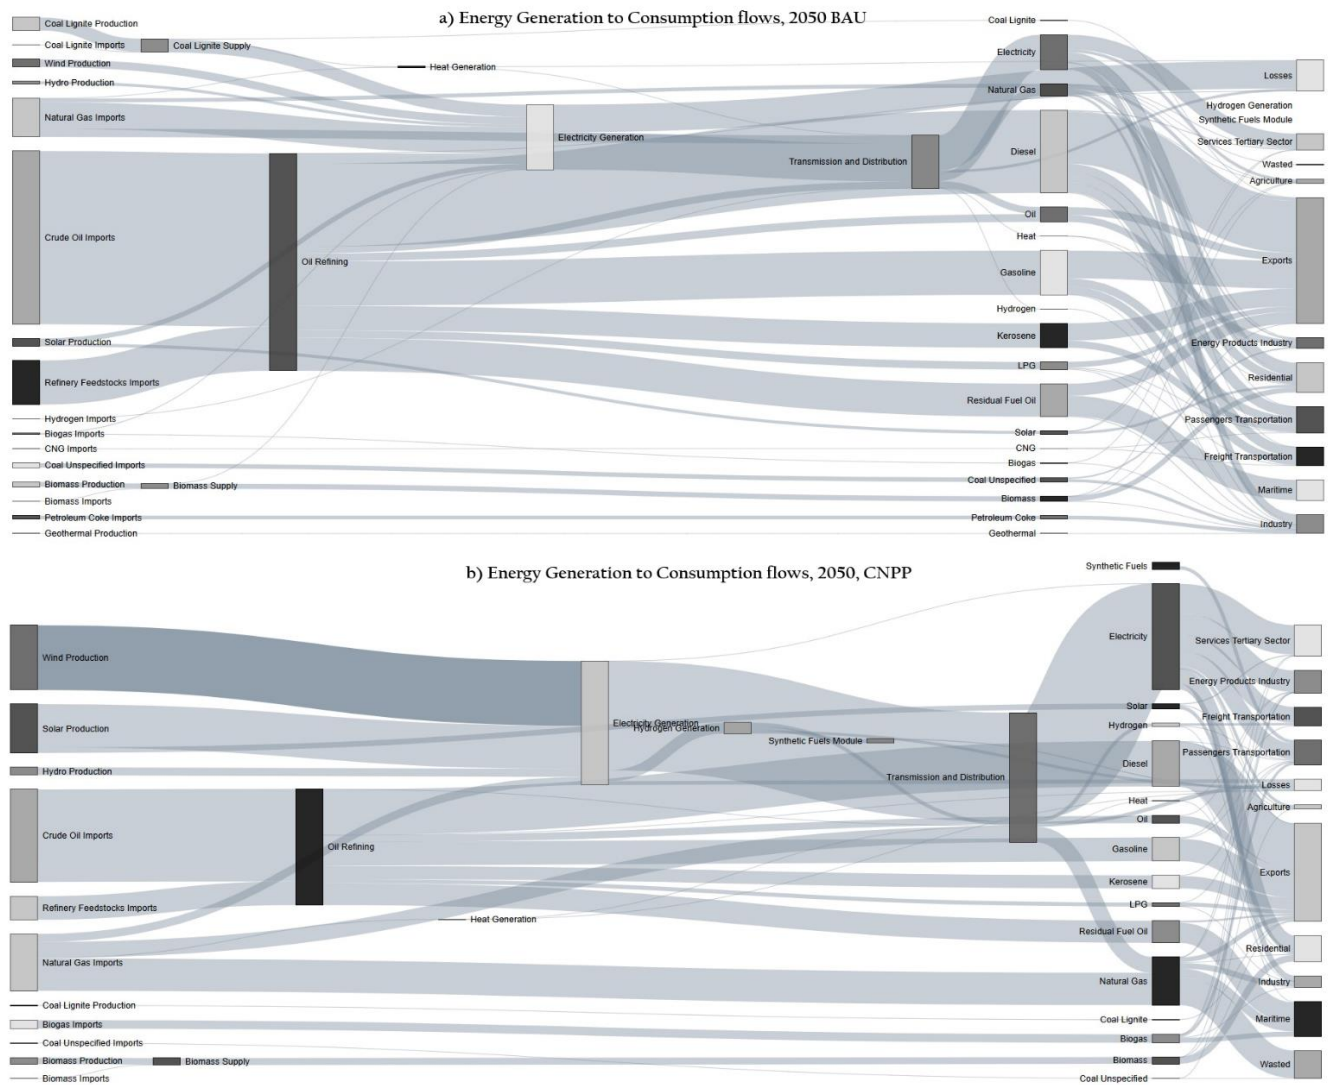 a) Energy Generation to Consumption flows, 2050 BAU
Coal Lignite Production
Coal Lignite Imports
Coal Lignite Supply
Wind Production
Heat Generation
Hydro Production
Natural Gas Imports
Electricity Generation
Transmission and Distribution
Crude Oil Imports
Oil Refining
Solar Production
Refinery Feedstocks Imports
Hydrogen Imports
Biogas Imports
CNG Imports
Coal Unspecified Imports
Biomass Production
Biomass Supply
Biomass Imports
Petroleum Coke Imports
Geothermal Production
Coal Lignite
Electricity
Natural Gas
Diesel
Oil
Heat
Gasoline
Hydrogen
Kerosene
LPG
Residual Fuel Oil
Solar
CNG
Biogas
Coal Unspecified
Biomass
Petroleum Coke
Geothermal
Losses
Hydrogen Generation
Synthetic Fuels Module
Services Tertiary Sector
Wasted
Agriculture
Exports
Energy Products Industry
Residential
Passengers Transportation
Freight Transportation
Maritime
Industry
b) Energy Generation to Consumption flows, 2050, CNPP
Wind Production
Solar Production
Hydro Production
Crude Oil Imports
Oil Refining
Refinery Feedstocks Imports
Natural Gas Imports
Heat Generation
Coal Lignite Production
Biogas Imports
Coal Unspecified Imports
Biomass Production
Biomass Supply
Biomass Imports
Electricity Generation
Hydrogen Generation
Synthetic Fuels Module
Transmission and Distribution
Synthetic Fuels
Electricity
Solar
Hydrogen
Diesel
Heat
Oil
Gasoline
Kerosene
LPG
Residual Fuel Oil
Natural Gas
Coal Lignite
Biogas
Biomass
Coal Unspecified
Services Tertiary Sector
Energy Products Industry
Freight Transportation
Passengers Transportation
Losses
Agriculture
Exports
Residential
Industry
Maritime
Wasted